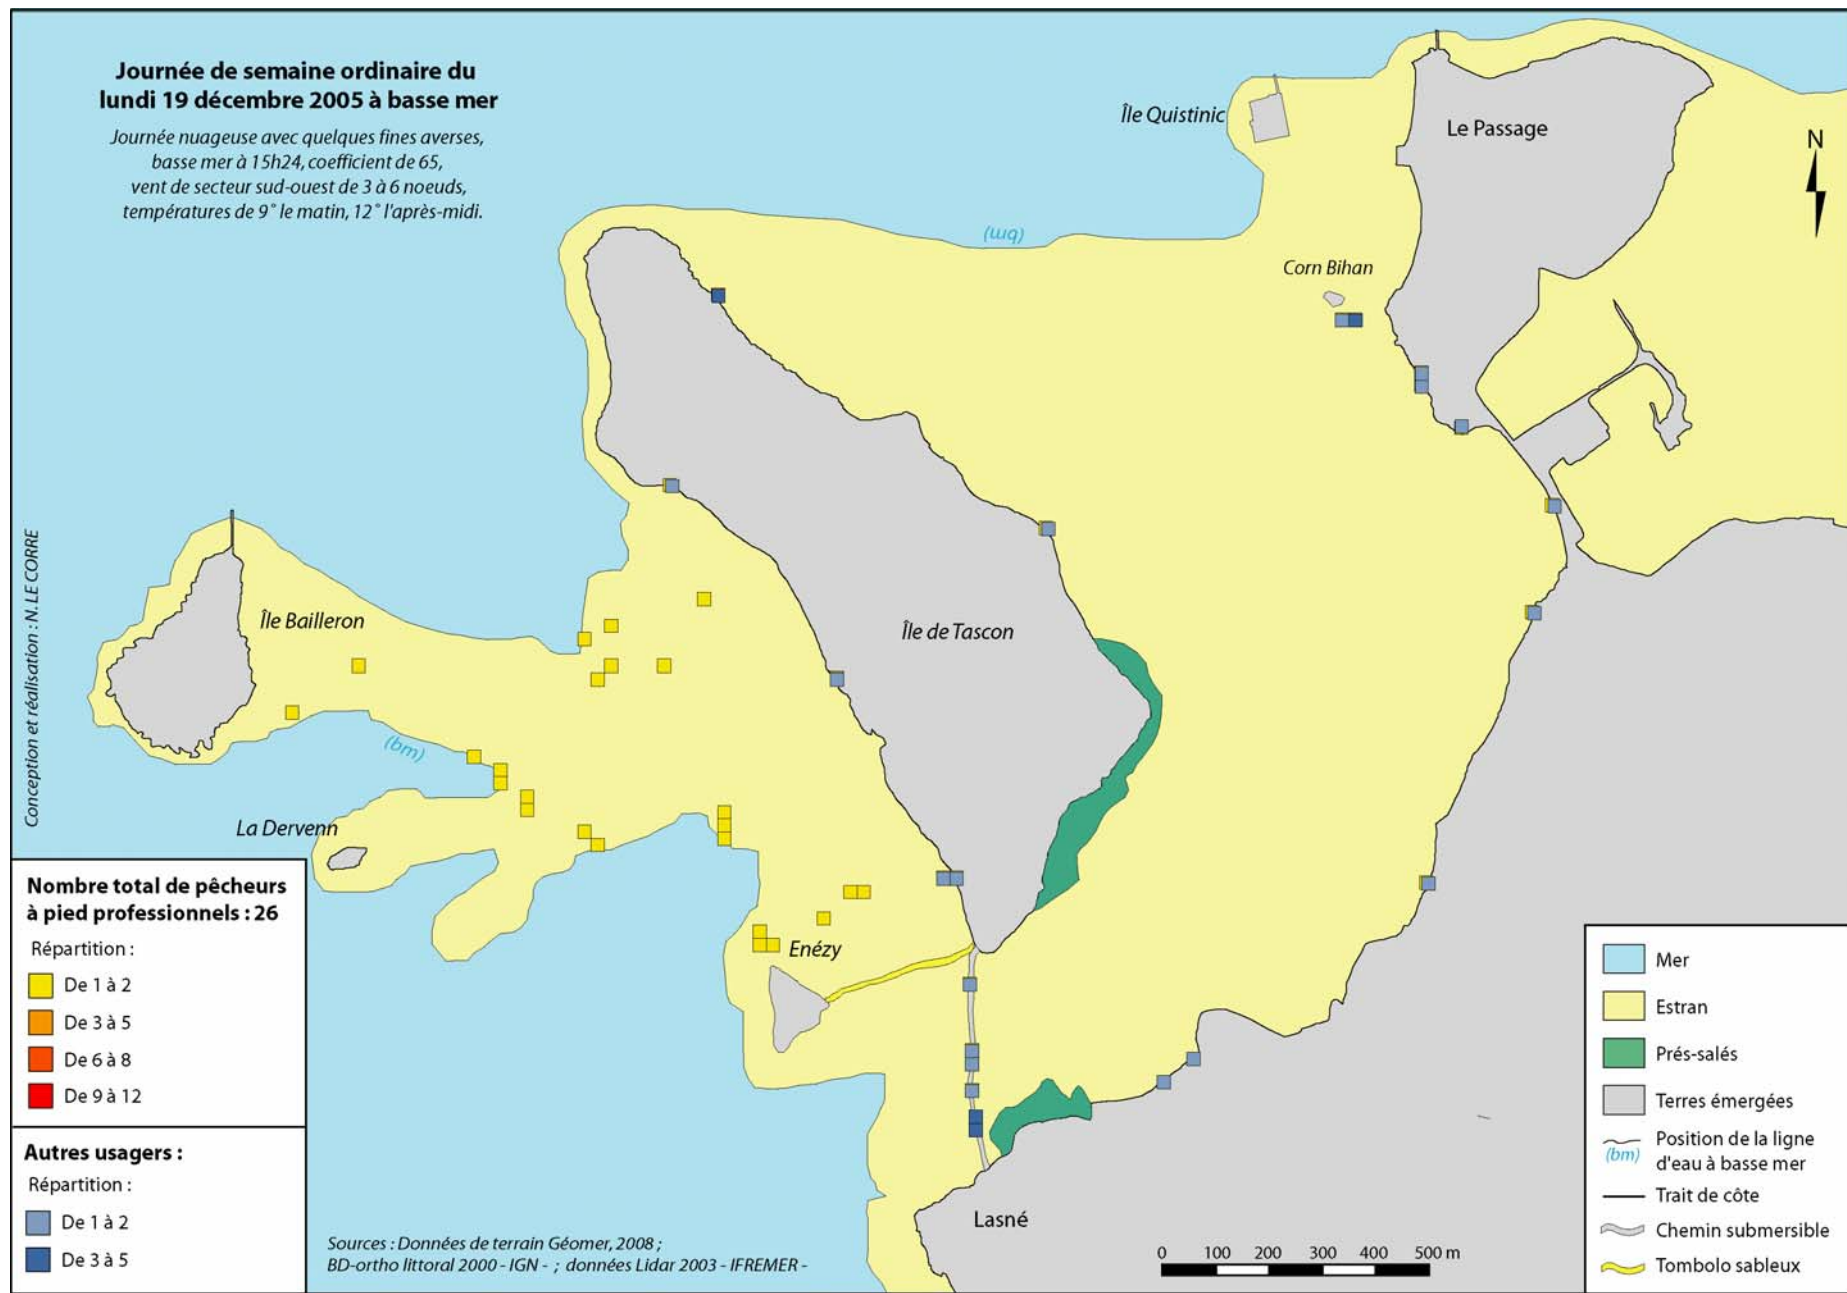 Journée de semaine ordinaire du
lundi 19 décembre 2005 à basse mer
Journée nuageuse avec quelques fines averses,
basse mer à 15h24, coefficient de 65,
vent de secteur sud-ouest de 3 à 6 noeuds,
températures de 9° le matin, 12° l'après-midi.
Île Quistinic
Le Passage
N
(bm)
Corn Bihan
Conception et réalisation : N. LE CORRE
Île Bailleron
Île de Tascon
(bm)
La Dervenn
Enézy
Lasné
Nombre total de pêcheurs
à pied professionnels : 26
Répartition :
De 1 à 2
De 3 à 5
De 6 à 8
De 9 à 12
Autres usagers :
Répartition :
De 1 à 2
De 3 à 5
Sources : Données de terrain Géomer, 2008 ;
BD-ortho littoral 2000 - IGN - ; données Lidar 2003 - IFREMER -
0 100 200 300 400 500 m
Mer
Estran
Prés-salés
Terres émergées
Position de la ligne
(bm) d'eau à basse mer
Trait de côte
Chemin submersible
Tombolo sableux